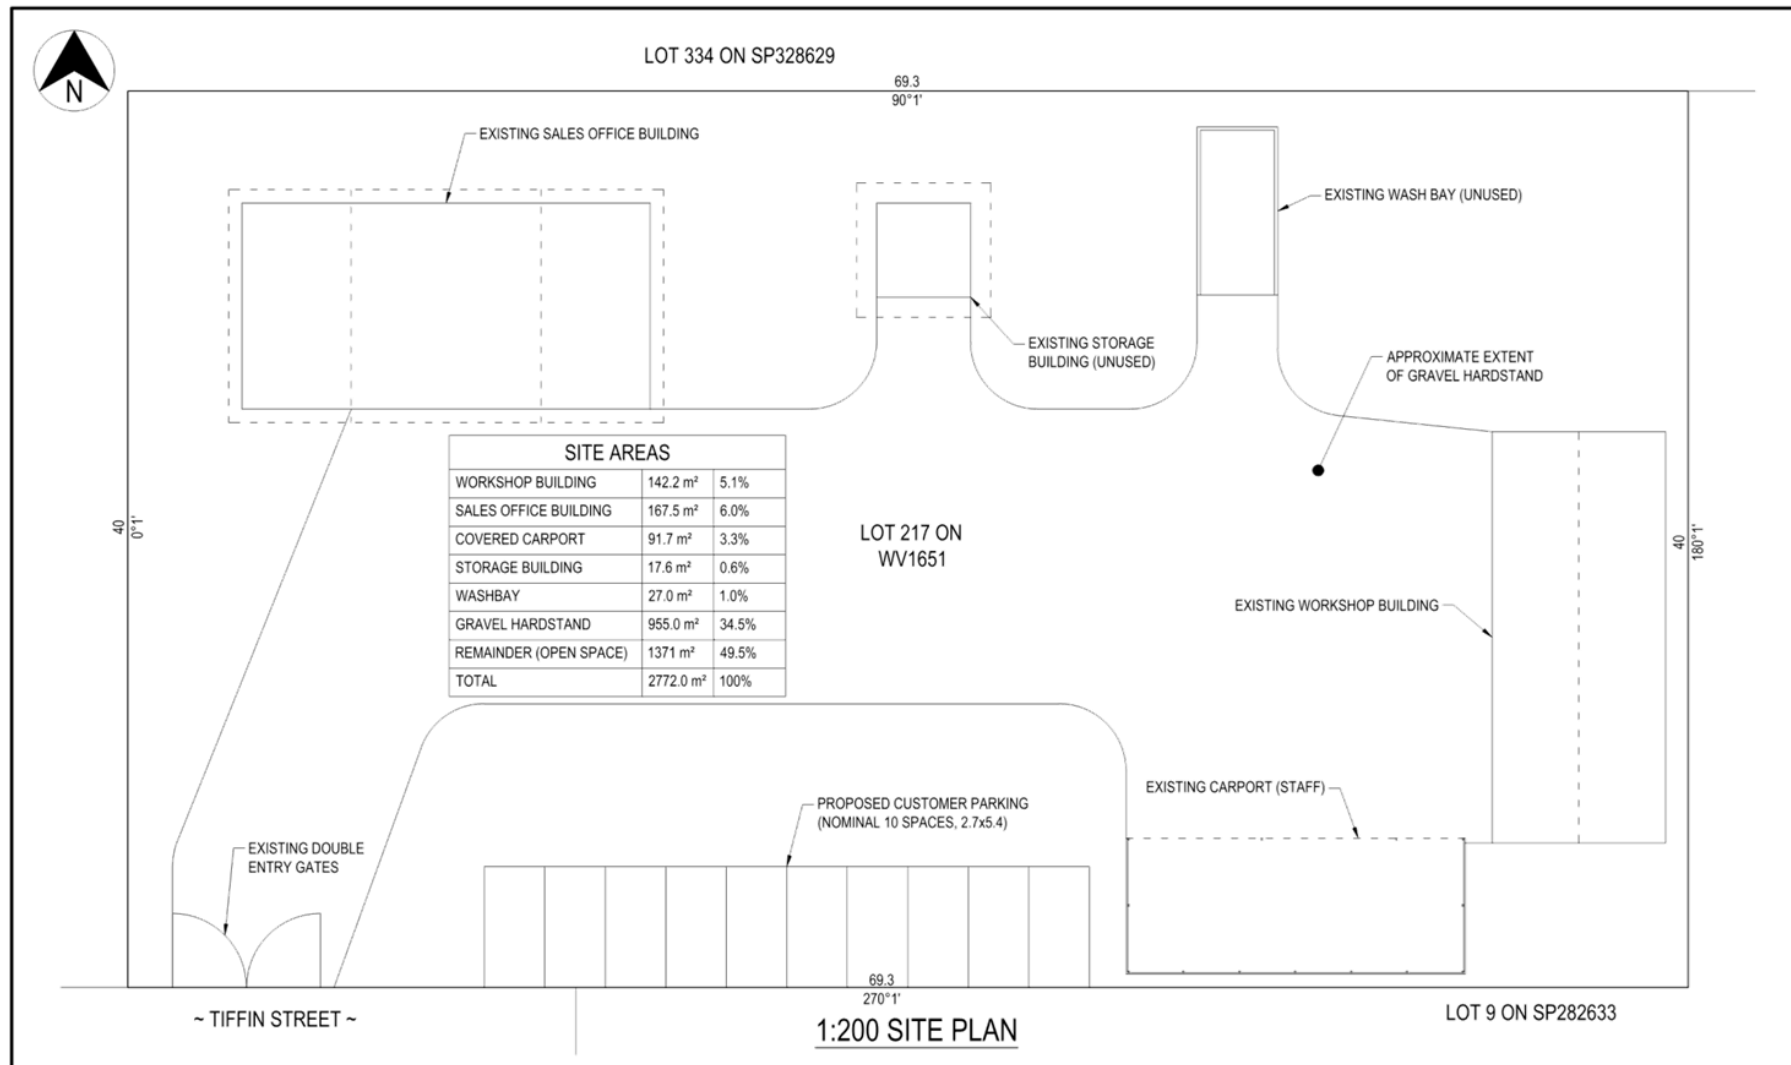 N
LOT 334 ON SP328629
69.3
90°1'
EXISTING SALES OFFICE BUILDING
EXISTING WASH BAY (UNUSED)
EXISTING STORAGE
BUILDING (UNUSED)
APPROXIMATE EXTENT
OF GRAVEL HARDSTAND
SITE AREAS
WORKSHOP BUILDING 142.2 m² 5.1%
SALES OFFICE BUILDING 167.5 m² 6.0%
COVERED CARPORT 91.7 m² 3.3%
STORAGE BUILDING 17.6 m² 0.6%
WASHBAY 27.0 m² 1.0%
GRAVEL HARDSTAND 955.0 m² 34.5%
REMAINDER (OPEN SPACE) 1371 m² 49.5%
TOTAL 2772.0 m² 100%
40
0°1'
LOT 217 ON
WV1651
40
180°1'
EXISTING WORKSHOP BUILDING
EXISTING CARPORT (STAFF)
PROPOSED CUSTOMER PARKING
(NOMINAL 10 SPACES, 2.7x5.4)
EXISTING DOUBLE
ENTRY GATES
69.3
270°1'
~ TIFFIN STREET ~
1:200 SITE PLAN
LOT 9 ON SP282633